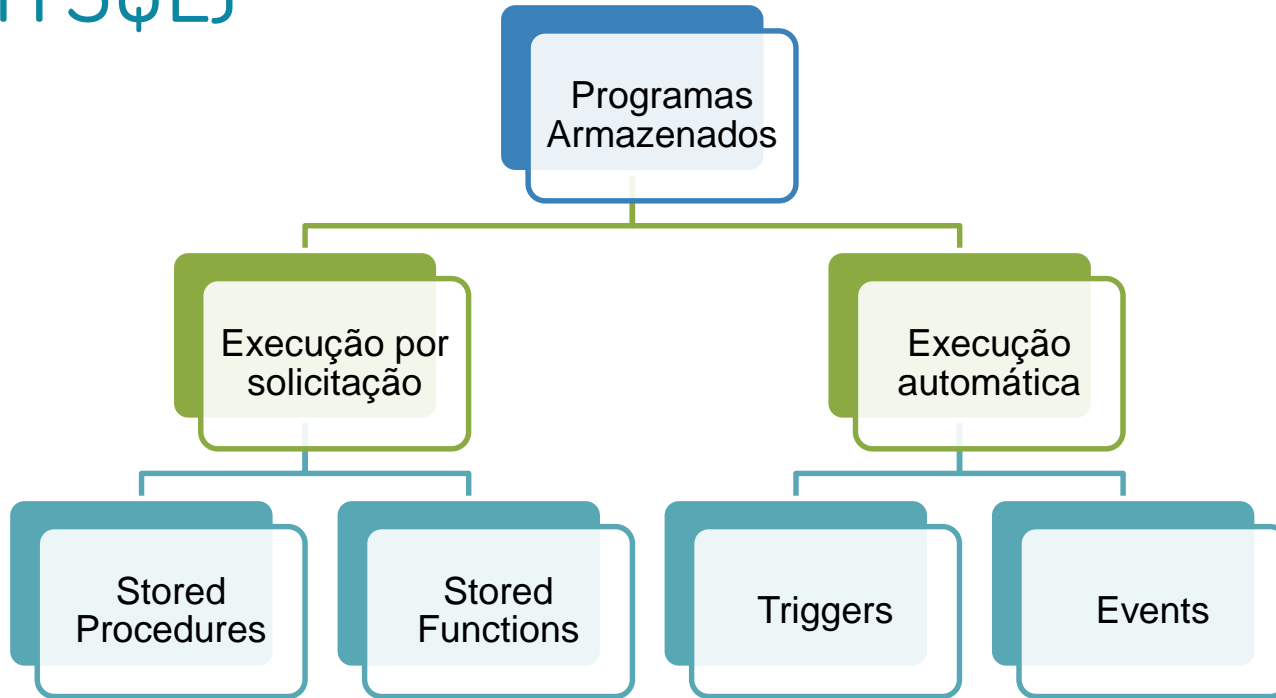 Programas
Armazenados
Execução por
solicitação
Execução
automática
Stored
Procedures
Stored
Functions
Triggers
Events